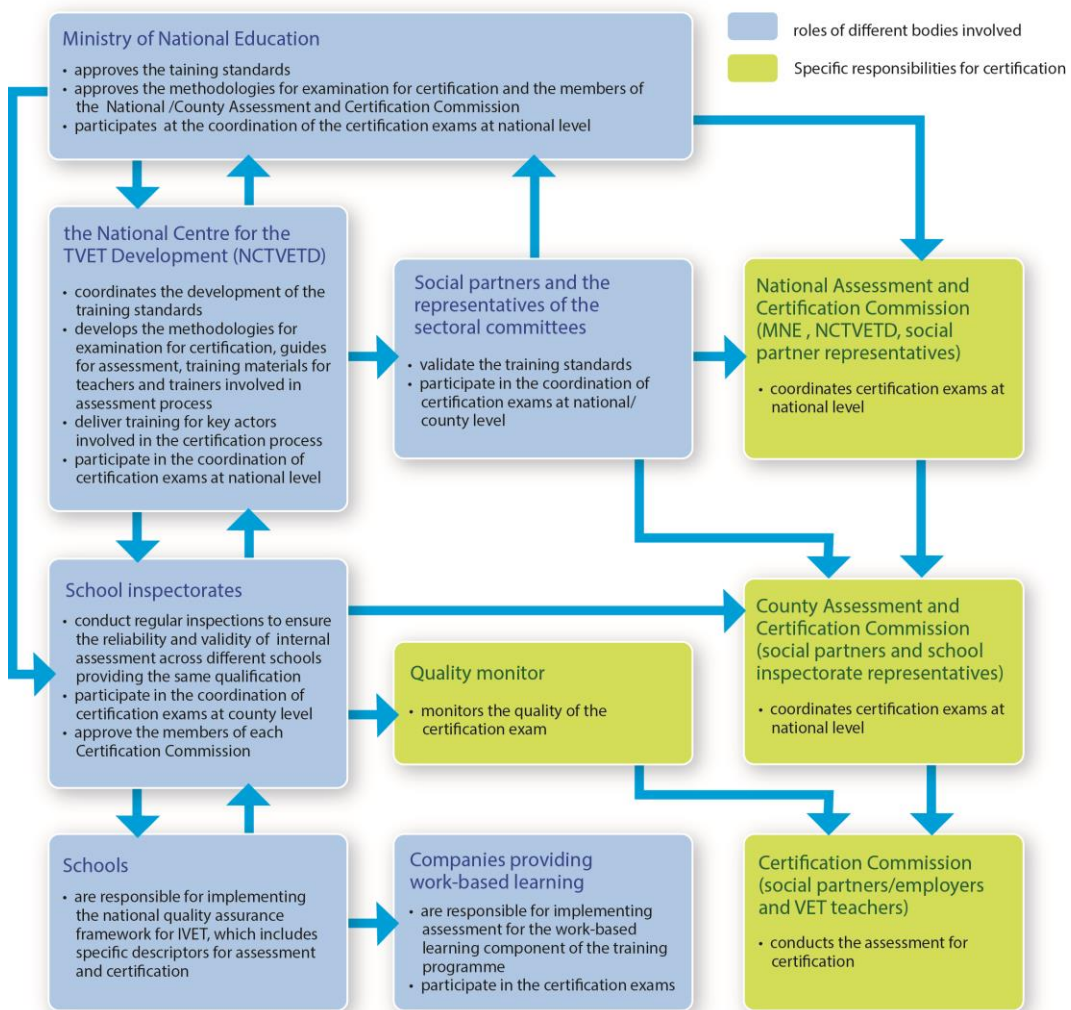 Ministry of National Education
• approves the taining standards
• approves the methodologies for examination for certification and the members of
the National /County Assessment and Certification Commission
• participates at the coordination of the certification exams at national level
roles of different bodies involved
Specific responsibilities for certification
the National Centre for the
TVET Development (NCTVETD)
• coordinates the development of the
training standards
• develops the methodologies for
examination for certification, guides
for assessment, training materials for
teachers and trainers involved in
assessment process
• deliver training for key actors
involved in the certification process
• participate in the coordination of
certification exams at national level
Social partners and the
representatives of the
sectoral committees
• validate the training standards
• participate in the coordination of
certification exams at national/
county level
National Assessment and
Certification Commission
(MNE , NCTVETD, social
partner representatives)
• coordinates certification exams at
national level
School inspectorates
• conduct regular inspections to ensure
the reliability and validity of internal
assessment across different schools
providing the same qualification
• participate in the coordination of
certification exams at county level
• approve the members of each
Certification Commission
Quality monitor
• monitors the quality of the
certification exam
County Assessment and
Certification Commission
(social partners and school
inspectorate representatives)
• coordinates certification exams at
national level
Schools
• are responsible for implementing
the national quality assurance
framework for IVET, which includes
specific descriptors for assessment
and certification
Companies providing
work-based learning
• are responsible for implementing
assessment for the work-based
learning component of the training
programme
• participate in the certification exams
Certification Commission
(social partners/employers
and VET teachers)
• conducts the assessment for
certification